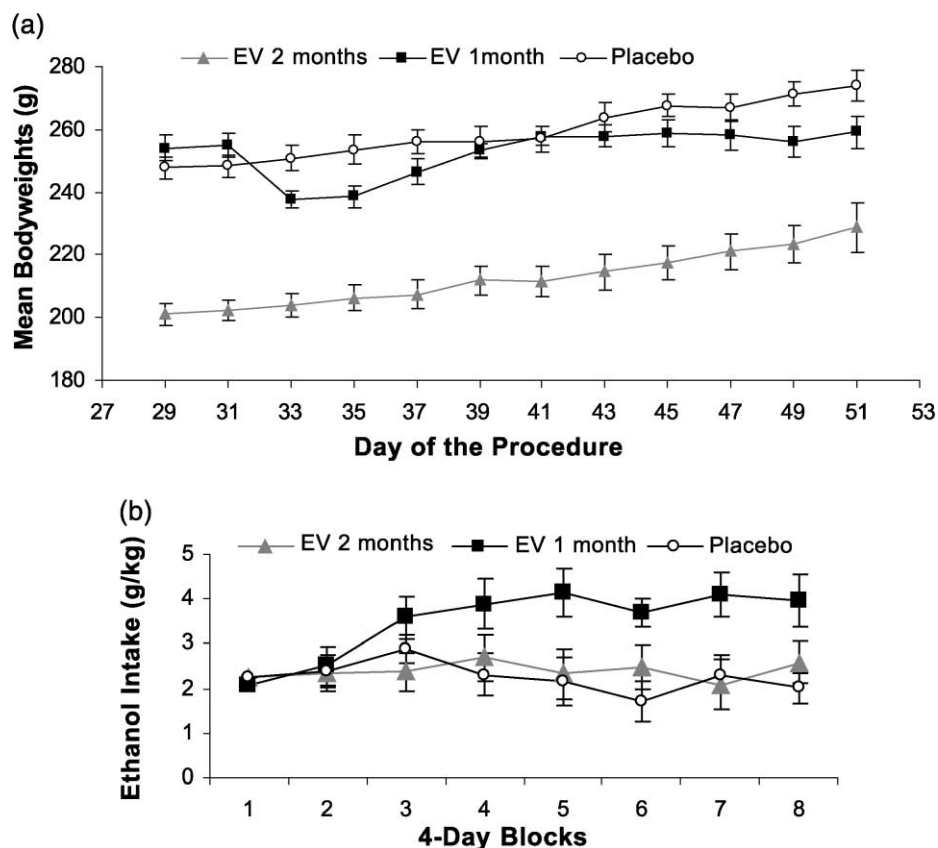 (a)
EV 2 months EV 1month Placebo
280
260
240
220
200
180
27 29 31 33 35 37 39 41 43 45 47 49 51 53
Mean Bodyweights (g)
Day of the Procedure
(b)
EV 2 months EV 1 month Placebo
5
4
3
2
1
0
1 2 3 4 5 6 7 8
Ethanol Intake (g/kg)
4-Day Blocks